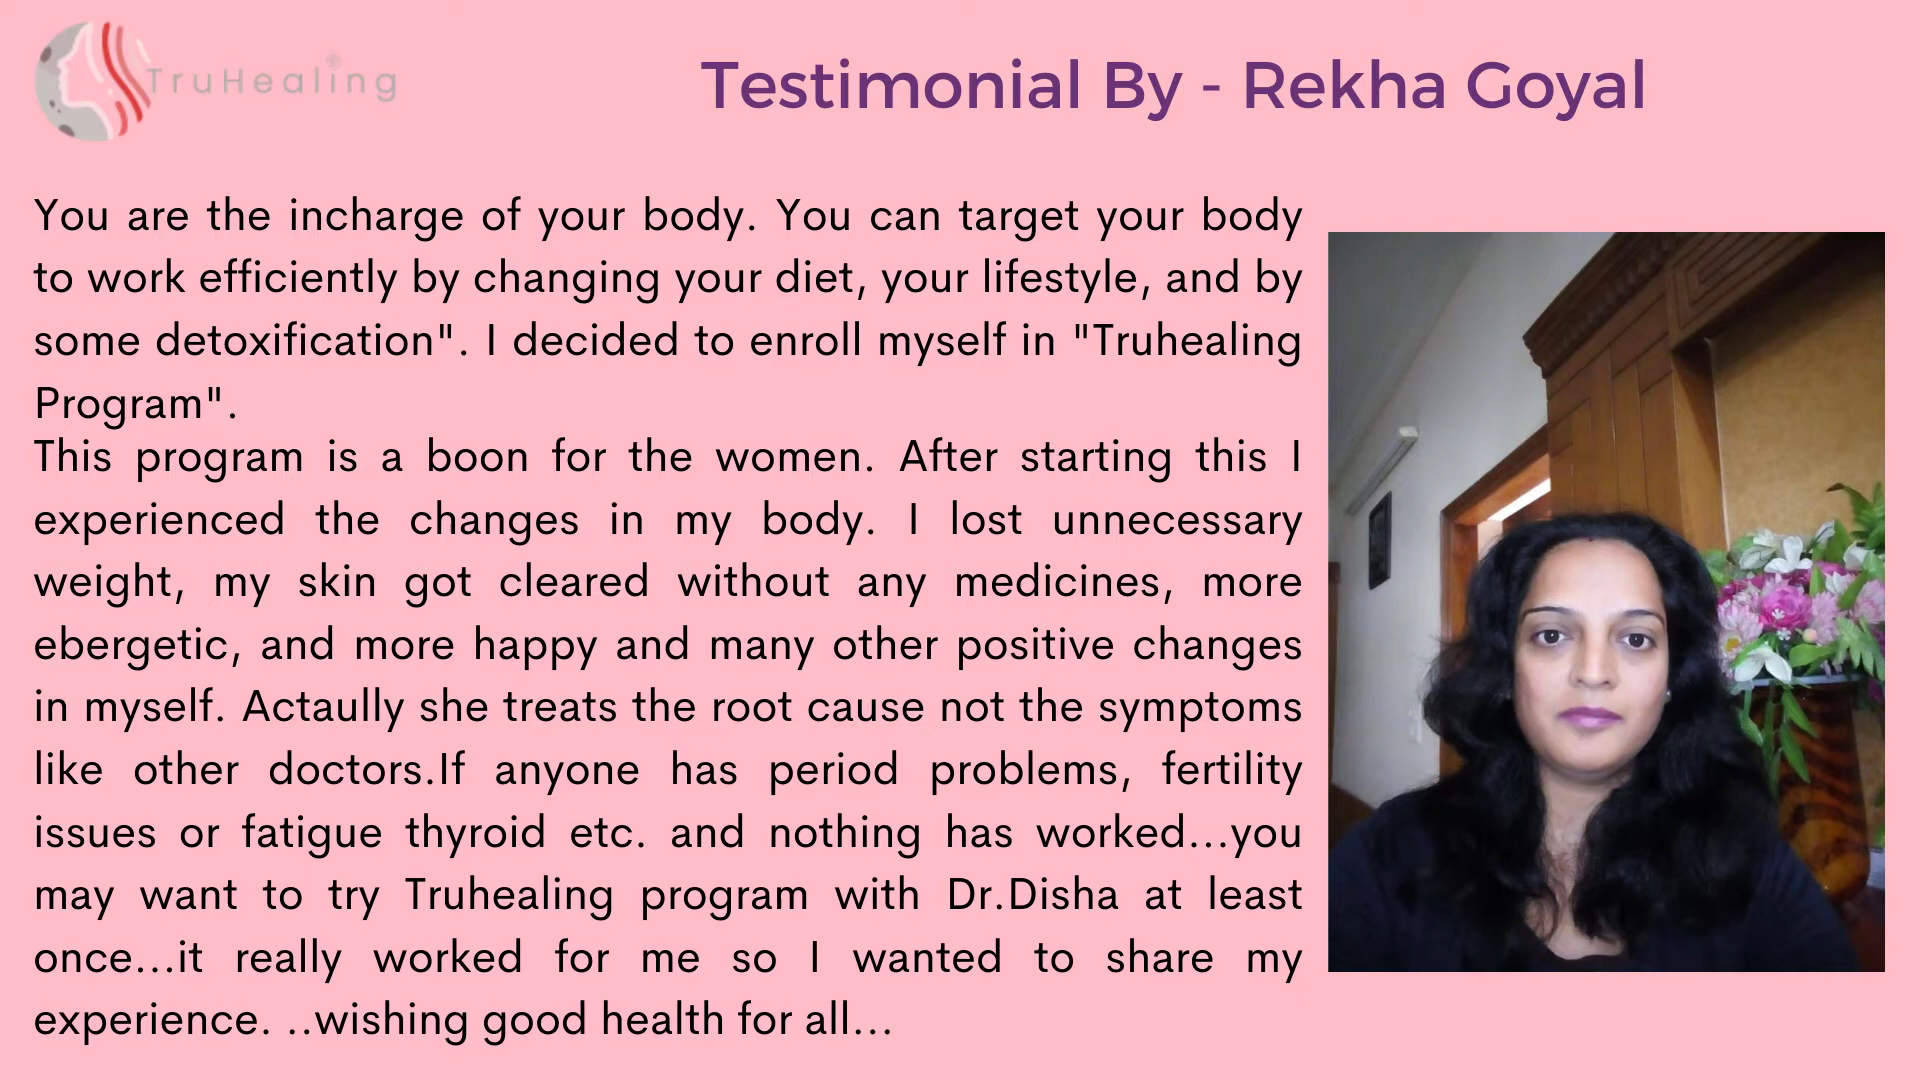 TruHealing
Testimonial By - Rekha Goyal
You are the incharge of your body. You can target your body
to work efficiently by changing your diet, your lifestyle, and by
some detoxification". I decided to enroll myself in "Truhealing
Program".
This program is a boon for the women. After starting this I
experienced the changes in my body. I lost unnecessary
weight, my skin got cleared without any medicines, more
ebergetic, and more happy and many other positive changes
in myself. Actaully she treats the root cause not the symptoms
like other doctors.If anyone has period problems, fertility
issues or fatigue thyroid etc. and nothing has worked...you
may want to try Truhealing program with Dr.Disha at least
once...it really worked for me so I wanted to share my
experience. ..wishing good health for all...